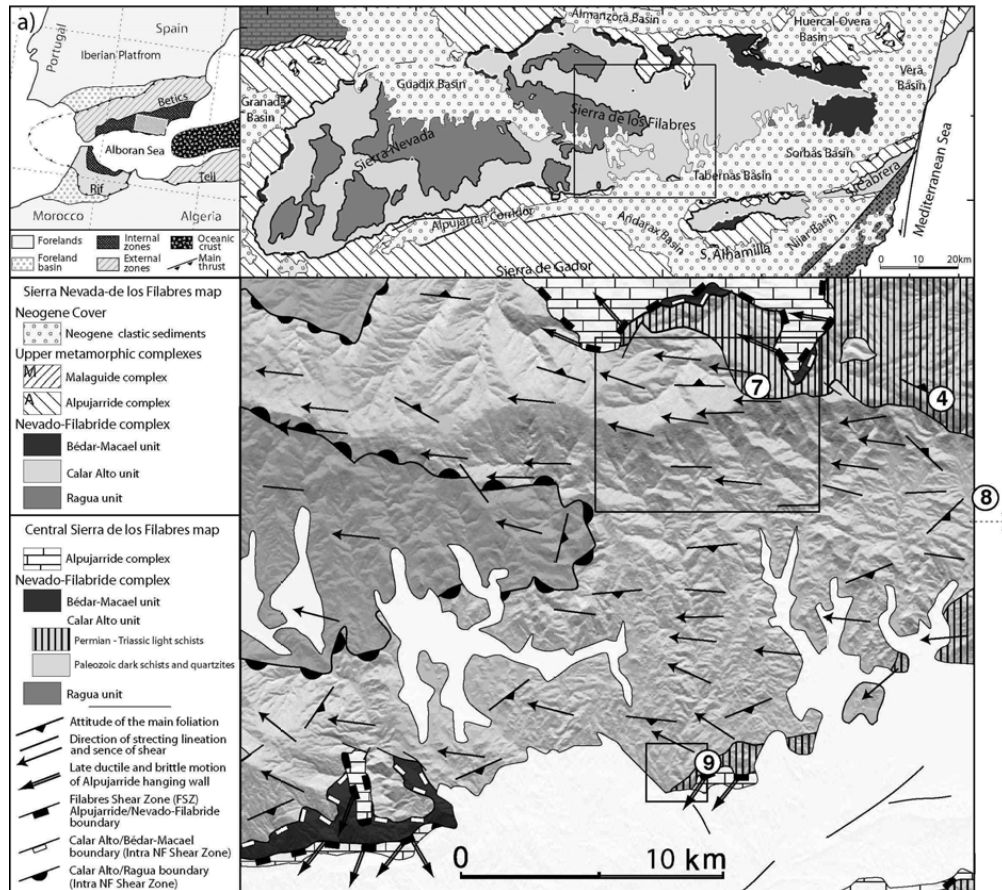 a)
Portugal
Spain
Iberian Platfrom
Betics
Alboran Sea
Rif
Tell
Morocco
Algeria
Forelands
Internal
zones
Oceanic
crust
Foreland
basin
External
zones
Main
thrust
Almanzora Basin
Huercal-Overa
Basin
Guadix Basin
Vera
Basin
Granada
Basin
Sierra de los Filabres
Sierra Nevada
Sorbas Basin
Tabernas Basin
Cabrera
Mediterranean Sea
Alpujarran Corridor
Andarax Basin
S. Alhamilla
Nijar Basin
Sierra de Gador
0 10 20km
Sierra Nevada-de los Filabres map
Neogene Cover
Neogene clastic sediments
Upper metamorphic complexes
M
Malaguide complex
A
Alpujarride complex
Nevado-Filabride complex
Bédar-Macael unit
Calar Alto unit
Ragua unit
Central Sierra de los Filabres map
Alpujarride complex
Nevado-Filabride complex
Bédar-Macael unit
Calar Alto unit
Permian - Triassic light schists
Paleozoic dark schists and quartzites
Ragua unit
Attitude of the main foliation
Direction of strecting lineation
and sence of shear
Late ductile and brittle motion
of Alpujarride hanging wall
Filabres Shear Zone (FSZ)
Alpujarride/Nevado-Filabride
boundary
Calar Alto/Bédar-Macael
boundary (Intra NF Shear Zone)
Calar Alto/Ragua boundary
(Intra NF Shear Zone)
7
4
8
9
0 10 km